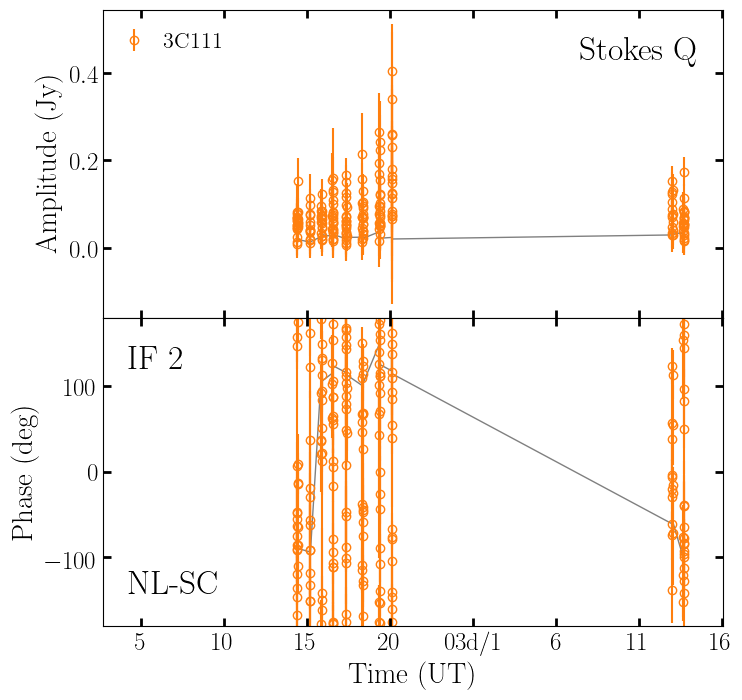 3C111
Stokes Q
0.4
0.2
0.0
Amplitude (Jy)
IF 2
100
0
−100
Phase (deg)
NL-SC
5 10 15 20 03d/1 6 11 16
Time (UT)